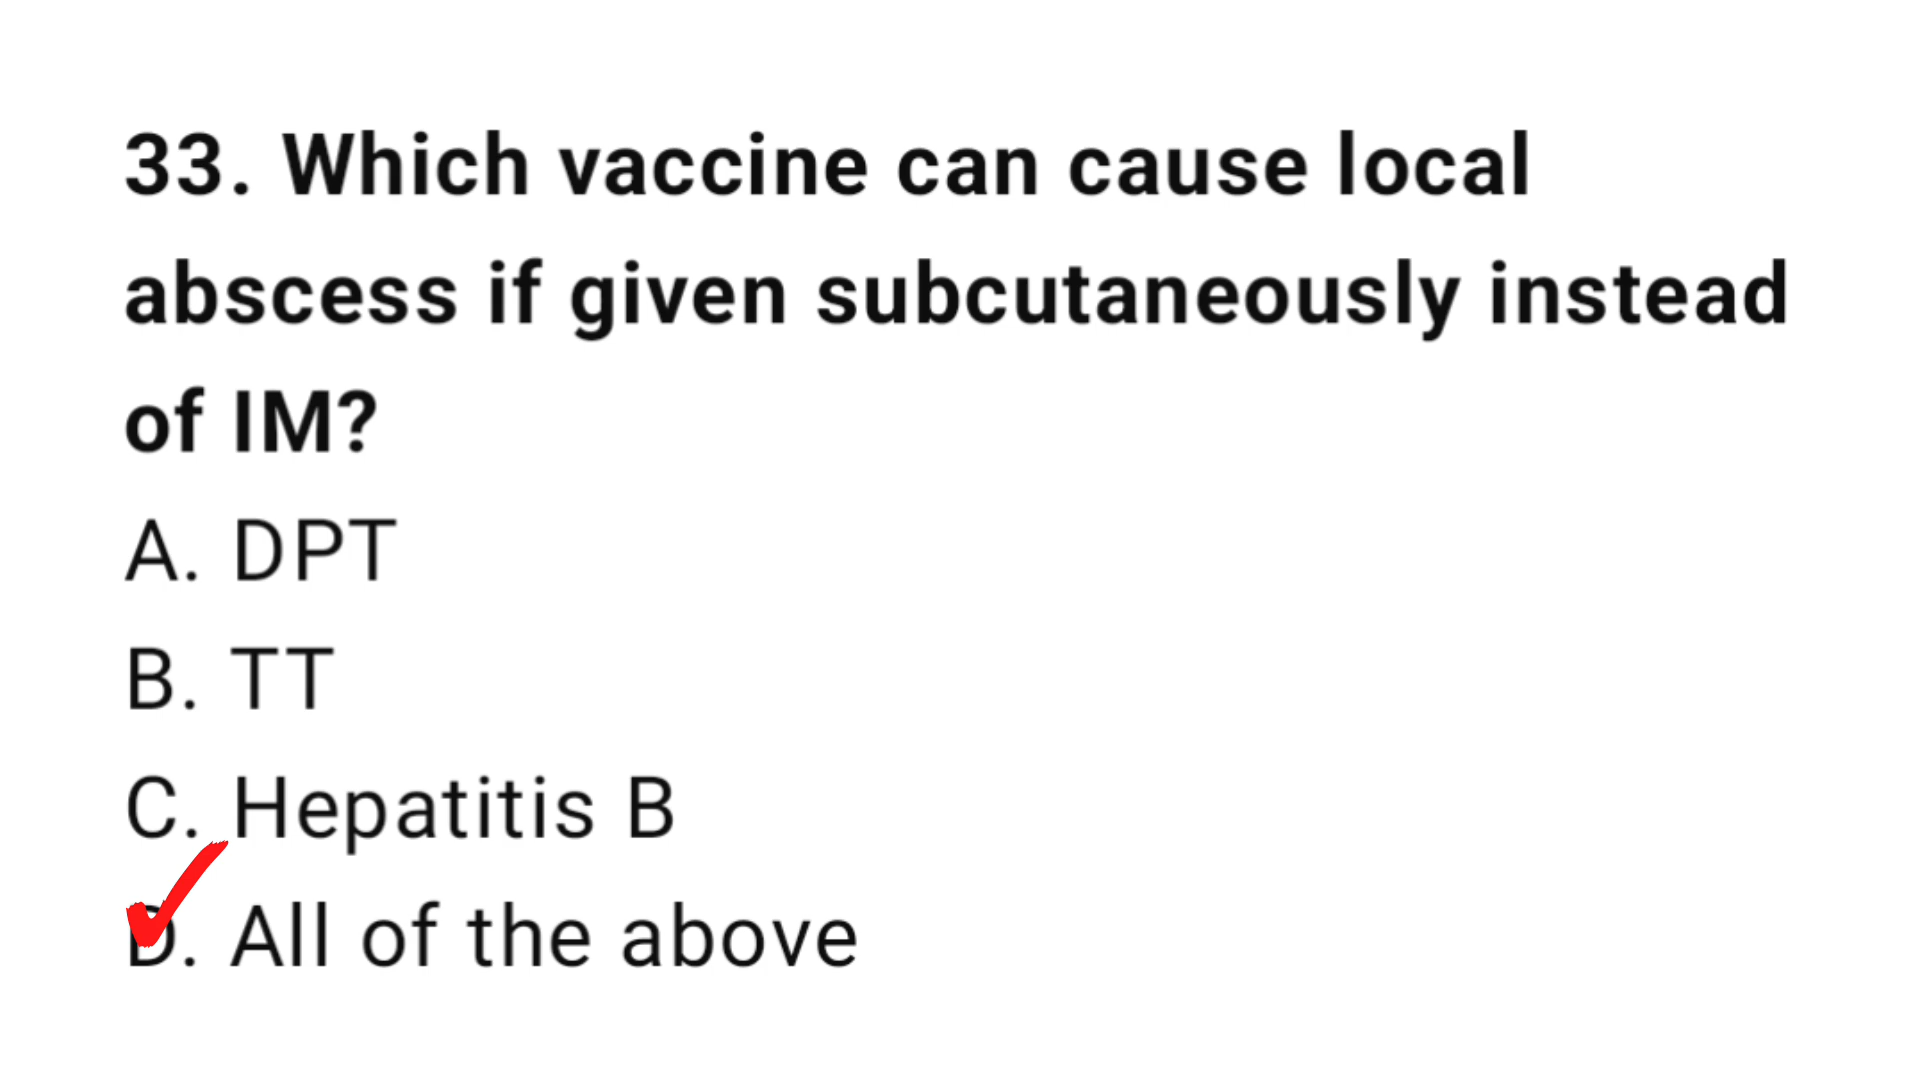 33. Which vaccine can cause local
abscess if given subcutaneously instead
of IM?
A. DPT
B. TT
C. Hepatitis B
D. All of the above